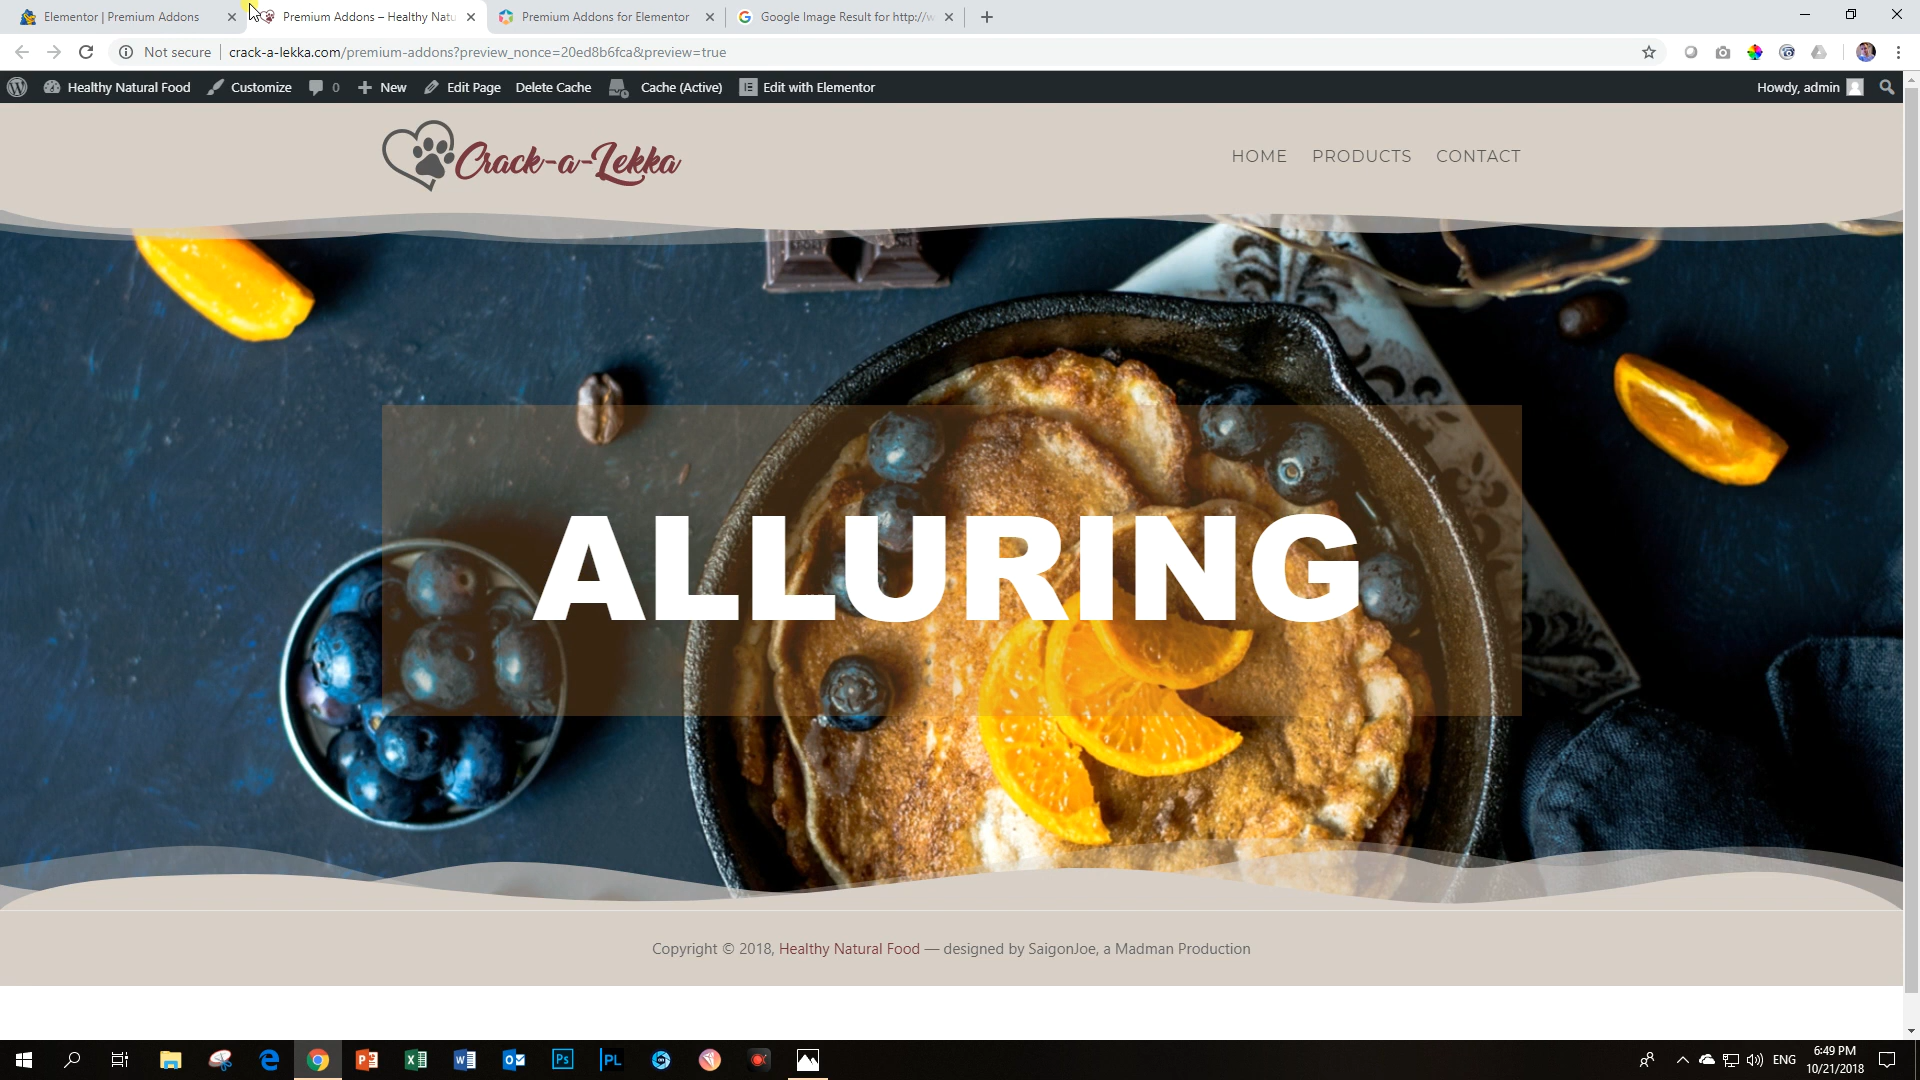 Elementor | Premium Addons
Premium Addons – Healthy Natu
Premium Addons for Elementor
Google Image Result for http://w
Not secure
crack-a-lekka.com/premium-addons?preview_nonce=20ed8b6fca&preview=true
Healthy Natural Food
Customize
0
New
Edit Page
Delete Cache
Cache (Active)
Edit with Elementor
Howdy, admin
Crack-a-Lekka
HOME
PRODUCTS
CONTACT
ALLURING
Copyright © 2018, Healthy Natural Food — designed by SaigonJoe, a Madman Production
Ps
PL
ENG
6:49 PM
10/21/2018